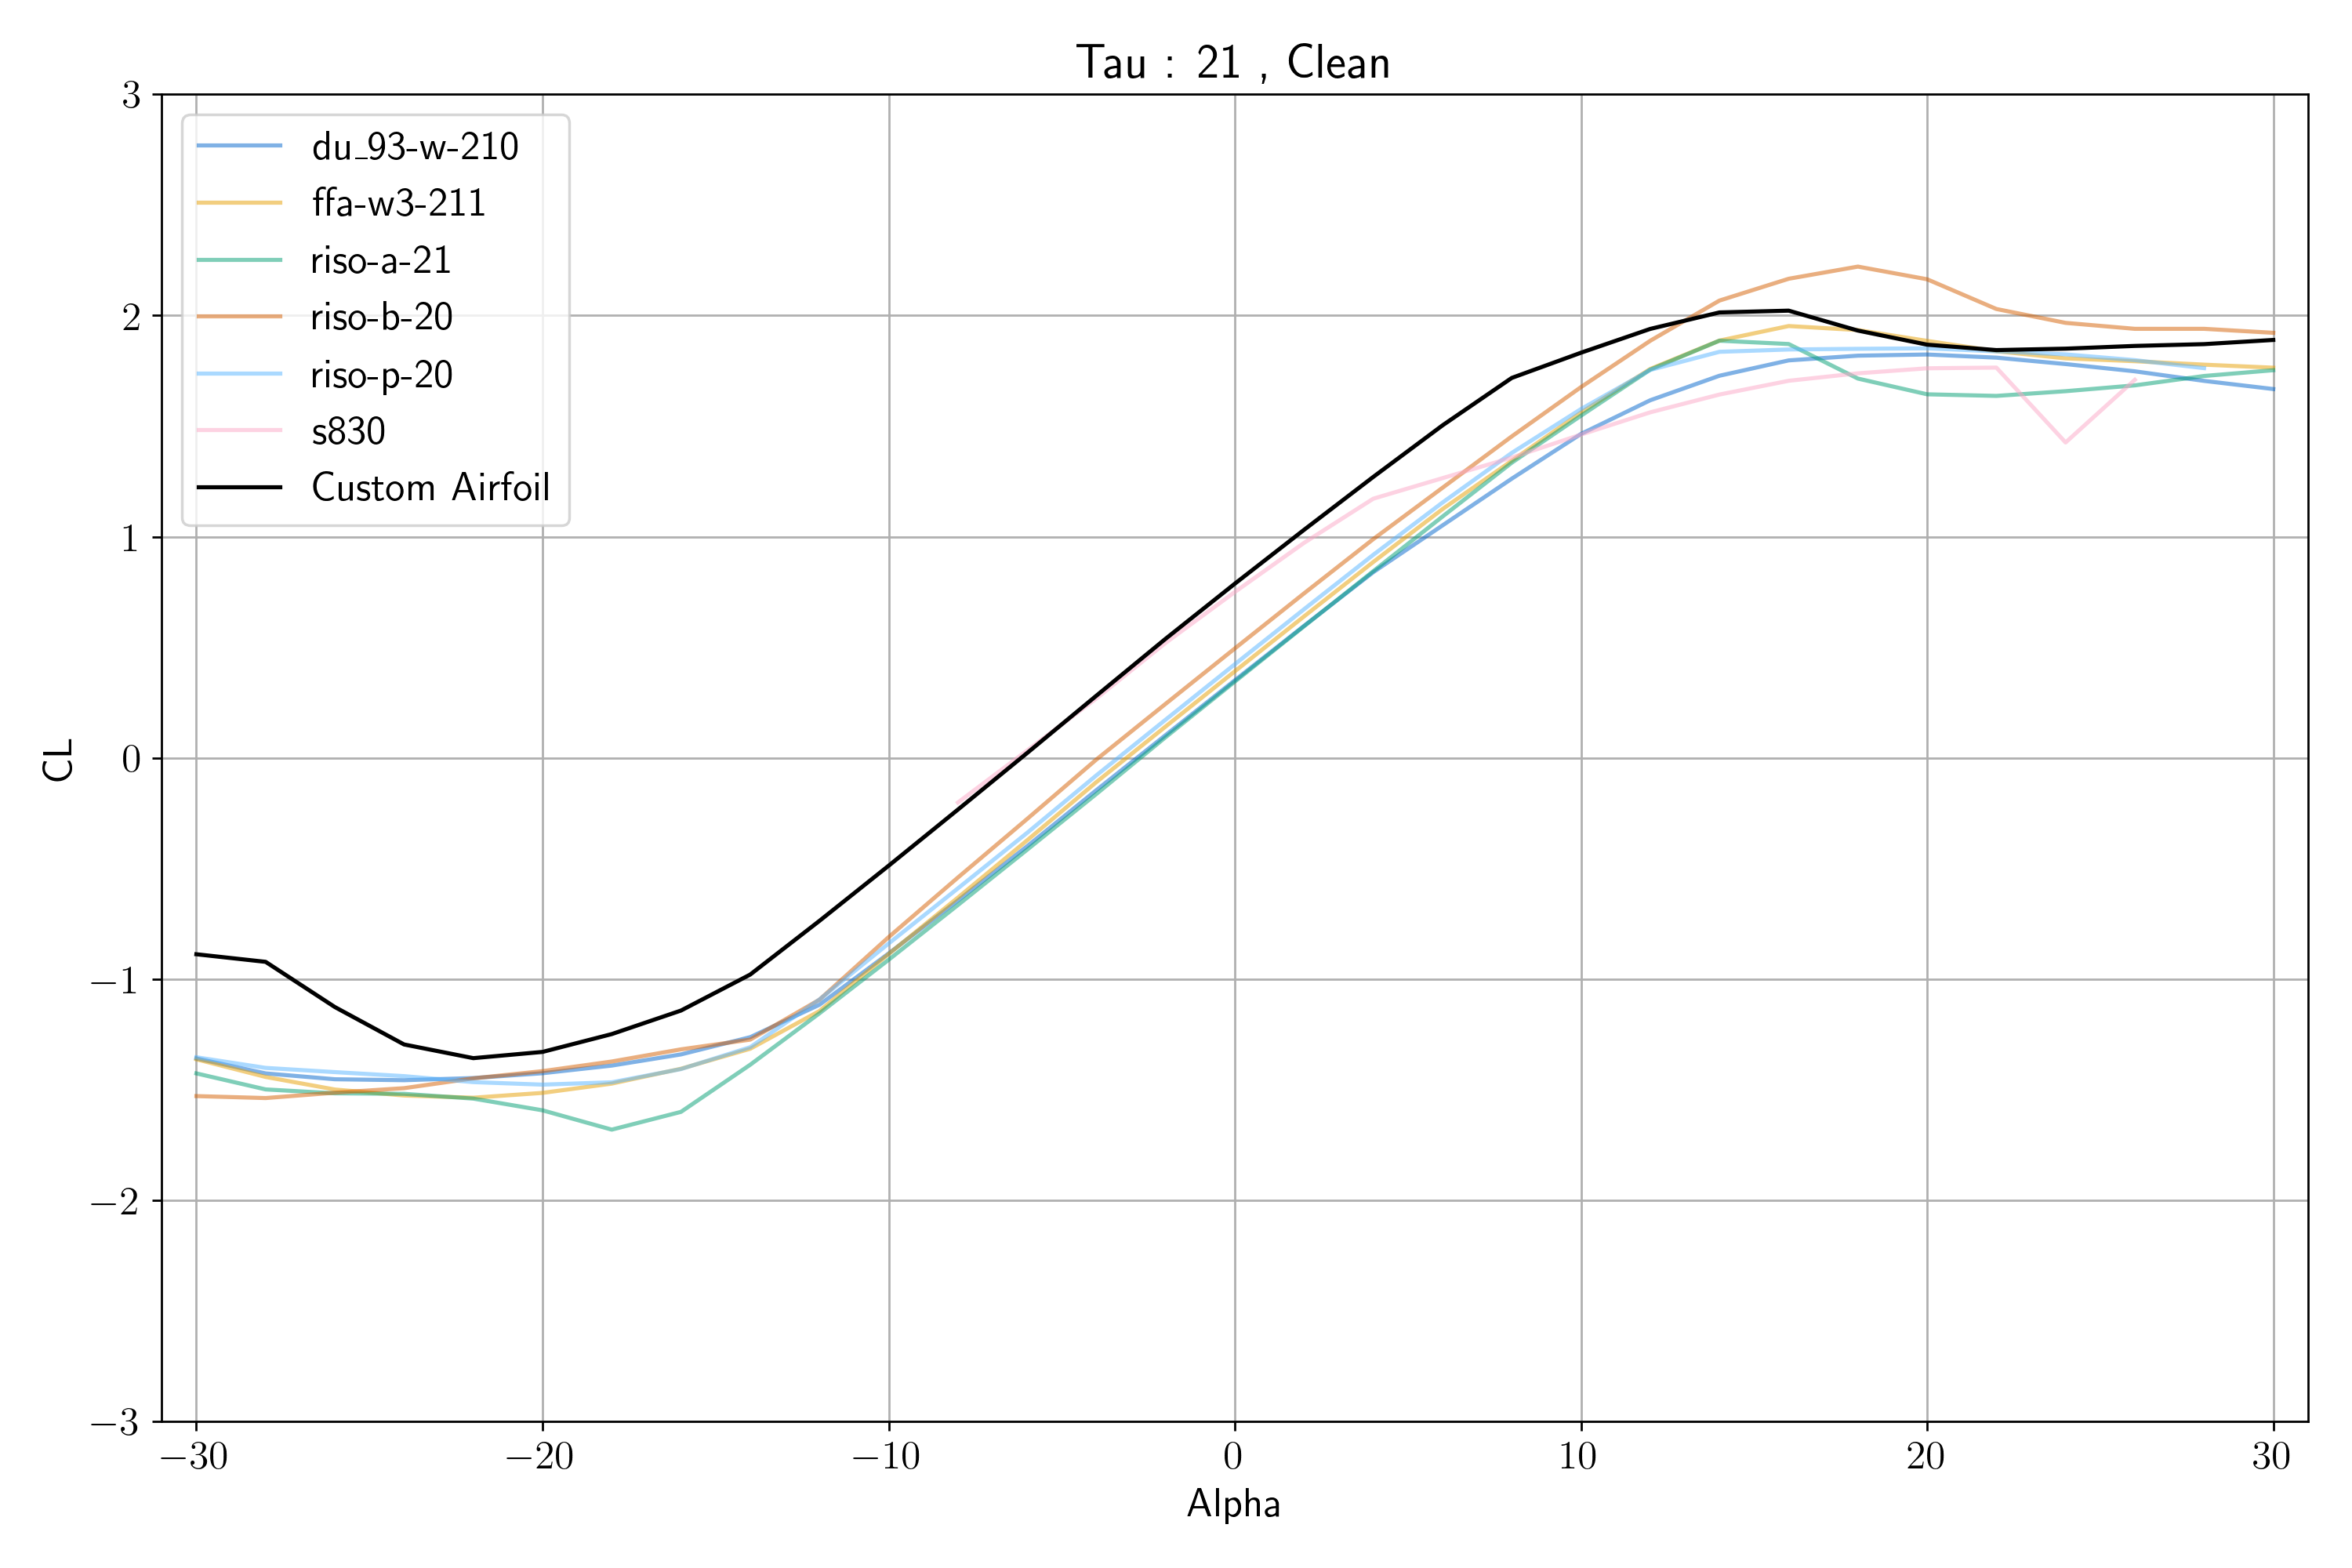 Tau : 21 , Clean
3
2
1
0
−1
−2
−3
CL
du_93-w-210
ffa-w3-211
riso-a-21
riso-b-20
riso-p-20
s830
Custom Airfoil
−30 −20 −10 0 10 20 30
Alpha